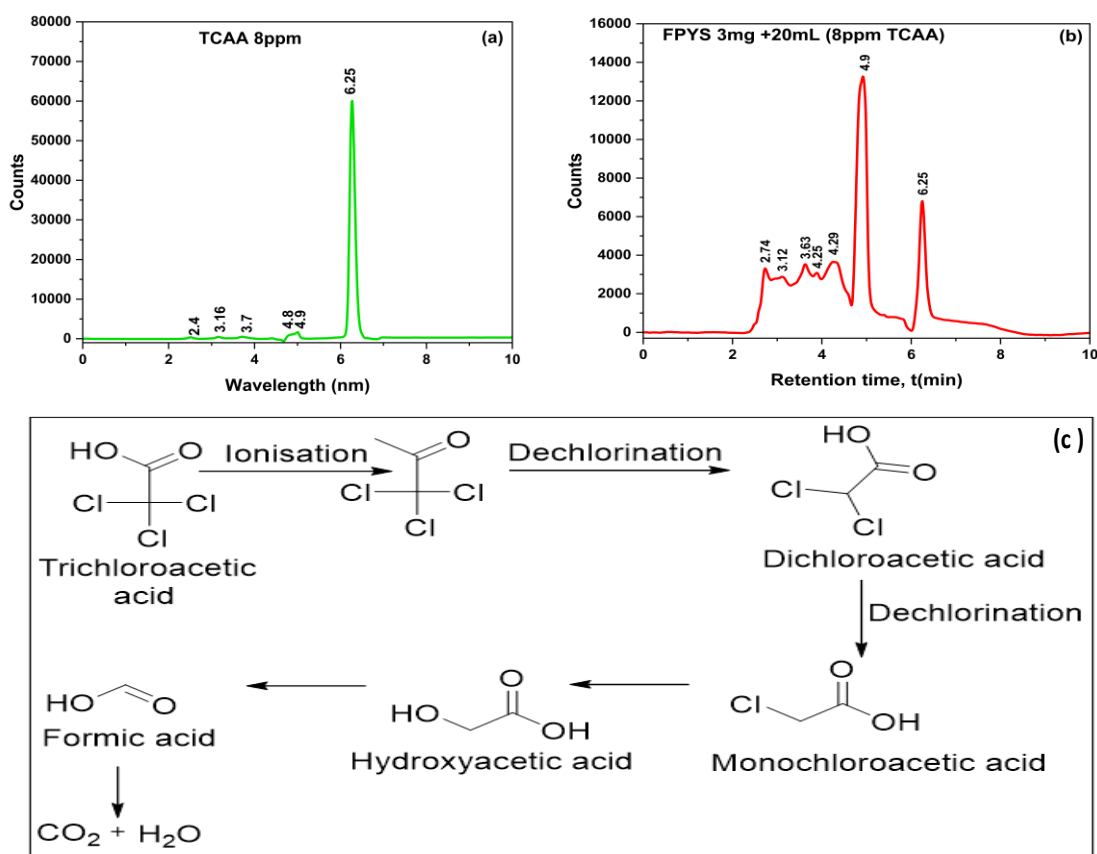 TCAA 8ppm
(a)
80000
70000
60000
50000
40000
30000
20000
10000
0
Counts
2.4
3.16
3.7
4.8
4.9
6.25
0 2 4 6 8 10
Wavelength (nm)
FPYS 3mg +20mL (8ppm TCAA)
(b)
16000
14000
12000
10000
8000
6000
4000
2000
0
Counts
2.74
3.12
3.63
4.25
4.29
4.9
6.25
0 2 4 6 8 10
Retention time, t(min)
(c)
HO O
Cl Cl
Cl
Trichloroacetic
acid
Ionisation
O
Cl Cl
Cl
Dechlorination
HO
O
Cl
Cl
Dichloroacetic acid
Dechlorination
O
Cl
OH
Monochloroacetic acid
O
HO
OH
Hydroxyacetic acid
HO O
Formic acid
CO2 + H2O